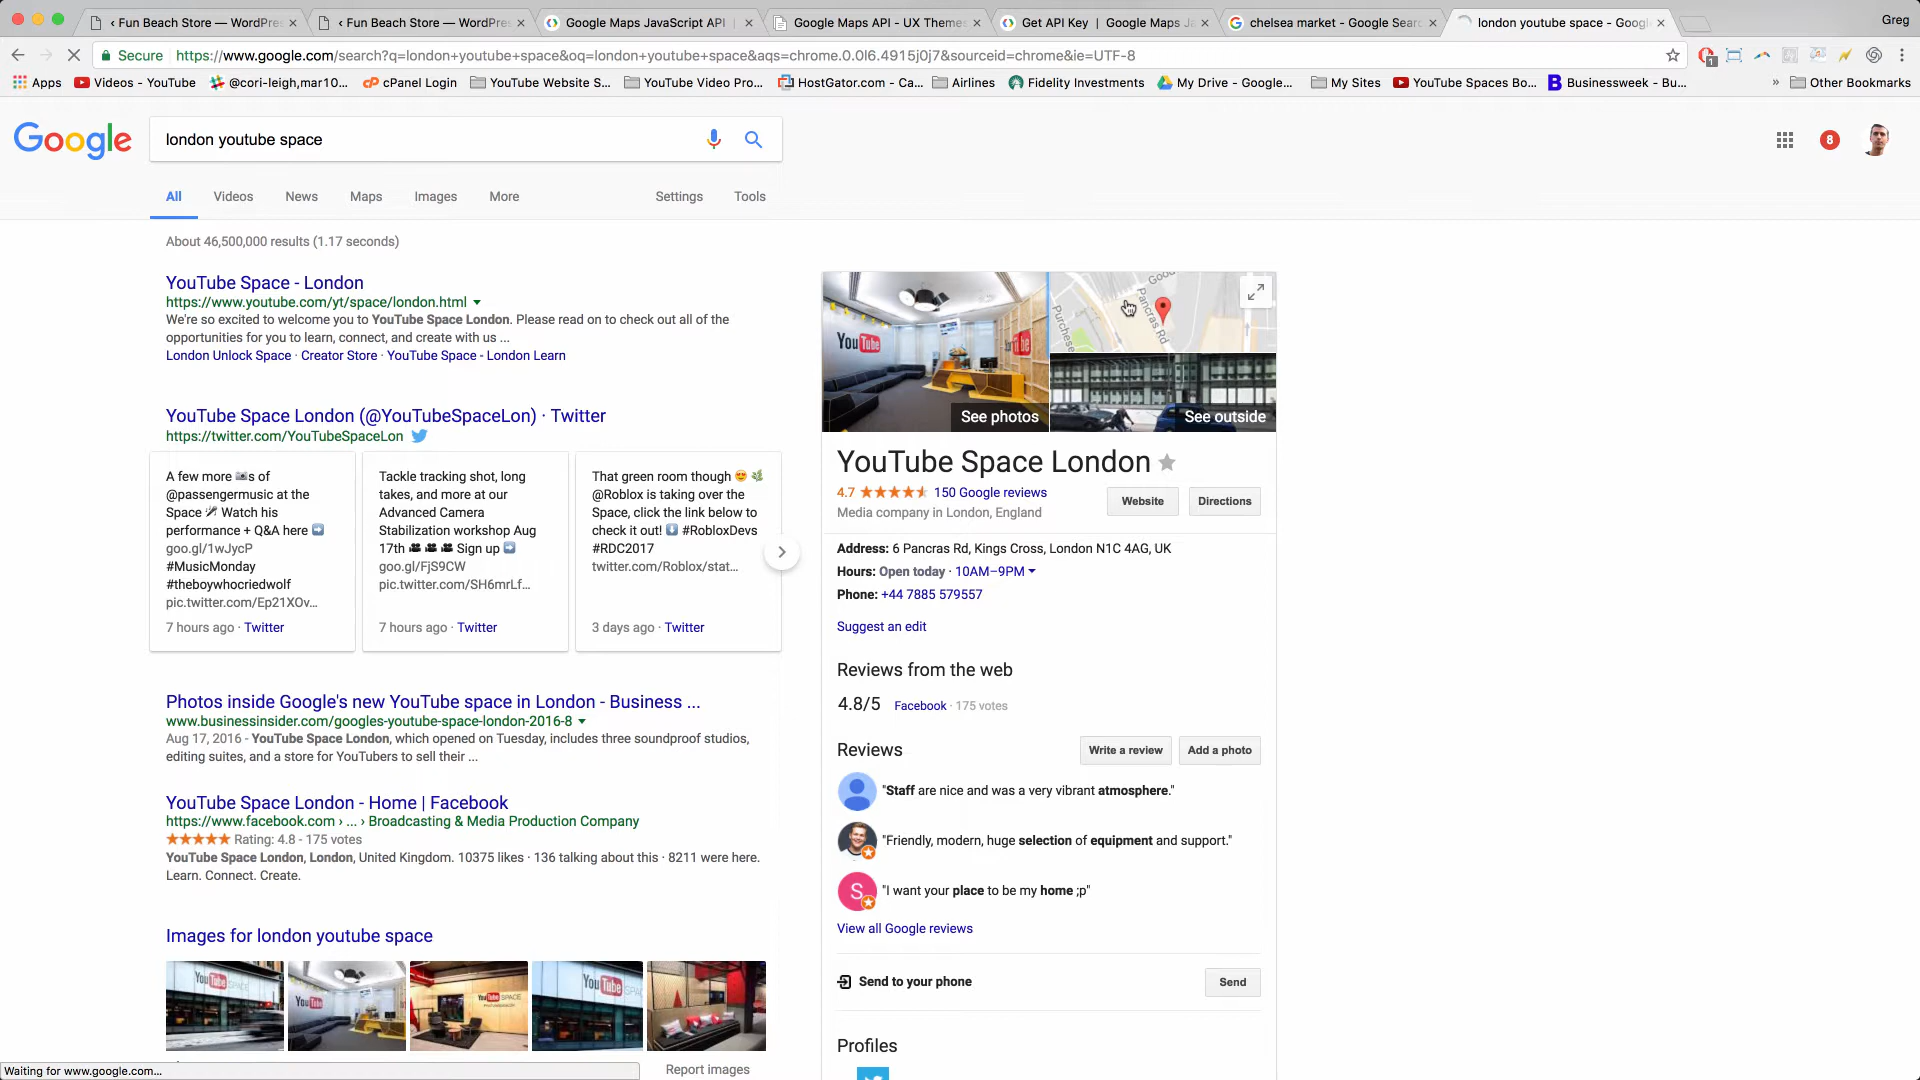 ‹ Fun Beach Store — WordPres
‹ Fun Beach Store — WordPres
Google Maps JavaScript API
Google Maps API - UX Themes
Get API Key | Google Maps Ja
chelsea market - Google Searc
london youtube space - Googl
Greg
Secure https://www.google.com/search?q=london+youtube+space&oq=london+youtube+space&aqs=chrome.0.0l6.4915j0j7&sourceid=chrome&ie=UTF-8
1
Apps Videos - YouTube @cori-leigh,mar10... cPanel Login YouTube Website S... YouTube Video Pro... HostGator.com - Ca... Airlines Fidelity Investments My Drive - Google... My Sites YouTube Spaces Bo... Businessweek - Bu... » Other Bookmarks
Google
london youtube space
8
All Videos News Maps Images More Settings Tools
About 46,500,000 results (1.17 seconds)
YouTube Space - London
https://www.youtube.com/yt/space/london.html
We're so excited to welcome you to YouTube Space London. Please read on to check out all of the
opportunities for you to learn, connect, and create with us ...
London Unlock Space · Creator Store · YouTube Space - London Learn
YouTube Space London (@YouTubeSpaceLon) · Twitter
https://twitter.com/YouTubeSpaceLon
A few more 📷s of
@passengermusic at the
Space 🎤 Watch his
performance + Q&A here ➡
goo.gl/1wJycP
#MusicMonday
#theboywhocriedwolf
pic.twitter.com/Ep21XOv...
7 hours ago · Twitter
Tackle tracking shot, long
takes, and more at our
Advanced Camera
Stabilization workshop Aug
17th 🎥 🎥 🎥 Sign up ➡
goo.gl/FjS9CW
pic.twitter.com/SH6mrLf...
7 hours ago · Twitter
That green room though 😍 🌿
@Roblox is taking over the
Space, click the link below to
check it out! ⬇ #RobloxDevs
#RDC2017
twitter.com/Roblox/stat...
3 days ago · Twitter
Photos inside Google's new YouTube space in London - Business ...
www.businessinsider.com/googles-youtube-space-london-2016-8
Aug 17, 2016 - YouTube Space London, which opened on Tuesday, includes three soundproof studios,
editing suites, and a store for YouTubers to sell their ...
YouTube Space London - Home | Facebook
https://www.facebook.com › ... › Broadcasting & Media Production Company
Rating: 4.8 - 175 votes
YouTube Space London, London, United Kingdom. 10375 likes · 136 talking about this · 8211 were here.
Learn. Connect. Create.
Images for london youtube space
YouTube SPACE
YouTube
YouTube SPACE
YouTube
Report images
Waiting for www.google.com...
YouTube
Pancras Rd
Purchese
See photos
See outside
YouTube Space London
4.7 150 Google reviews
Media company in London, England
Website
Directions
Address: 6 Pancras Rd, Kings Cross, London N1C 4AG, UK
Hours: Open today · 10AM–9PM
Phone: +44 7885 579557
Suggest an edit
Reviews from the web
4.8/5 Facebook · 175 votes
Reviews
Write a review
Add a photo
"Staff are nice and was a very vibrant atmosphere."
"Friendly, modern, huge selection of equipment and support."
S
"I want your place to be my home ;p"
View all Google reviews
Send to your phone
Send
Profiles